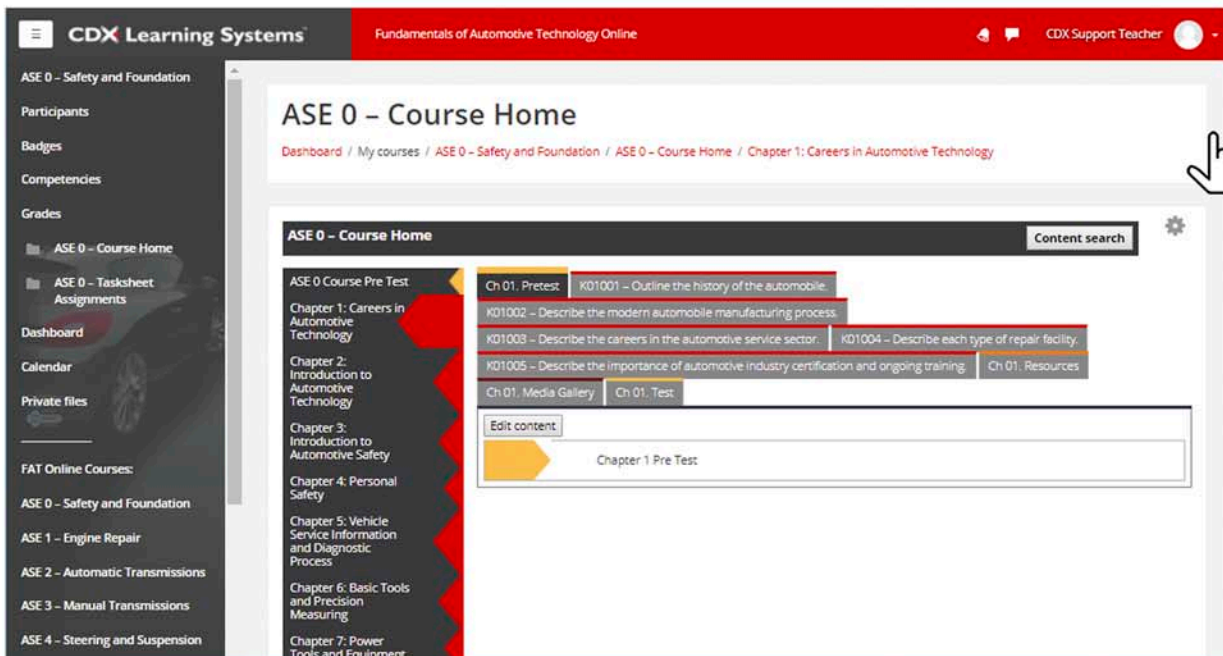 CDX Learning Systems
Fundamentals of Automotive Technology Online
CDX Support Teacher
ASE 0 – Safety and Foundation
Participants
Badges
Competencies
Grades
ASE 0 – Course Home
ASE 0 – Tasksheet
Assignments
Dashboard
Calendar
Private files
FAT Online Courses:
ASE 0 – Safety and Foundation
ASE 1 – Engine Repair
ASE 2 – Automatic Transmissions
ASE 3 – Manual Transmissions
ASE 4 – Steering and Suspension
ASE 0 – Course Home
Dashboard / My courses / ASE 0 – Safety and Foundation / ASE 0 – Course Home / Chapter 1: Careers in Automotive Technology
ASE 0 – Course Home
Content search
ASE 0 Course Pre Test
Chapter 1: Careers in
Automotive
Technology
Chapter 2:
Introduction to
Automotive
Technology
Chapter 3:
Introduction to
Automotive Safety
Chapter 4: Personal
Safety
Chapter 5: Vehicle
Service Information
and Diagnostic
Process
Chapter 6: Basic Tools
and Precision
Measuring
Chapter 7: Power
Tools and Equipment
Ch 01. Pretest K01001 – Outline the history of the automobile.
K01002 – Describe the modern automobile manufacturing process.
K01003 – Describe the careers in the automotive service sector. K01004 – Describe each type of repair facility.
K01005 – Describe the importance of automotive industry certification and ongoing training. Ch 01. Resources
Ch 01. Media Gallery Ch 01. Test
Edit content
Chapter 1 Pre Test